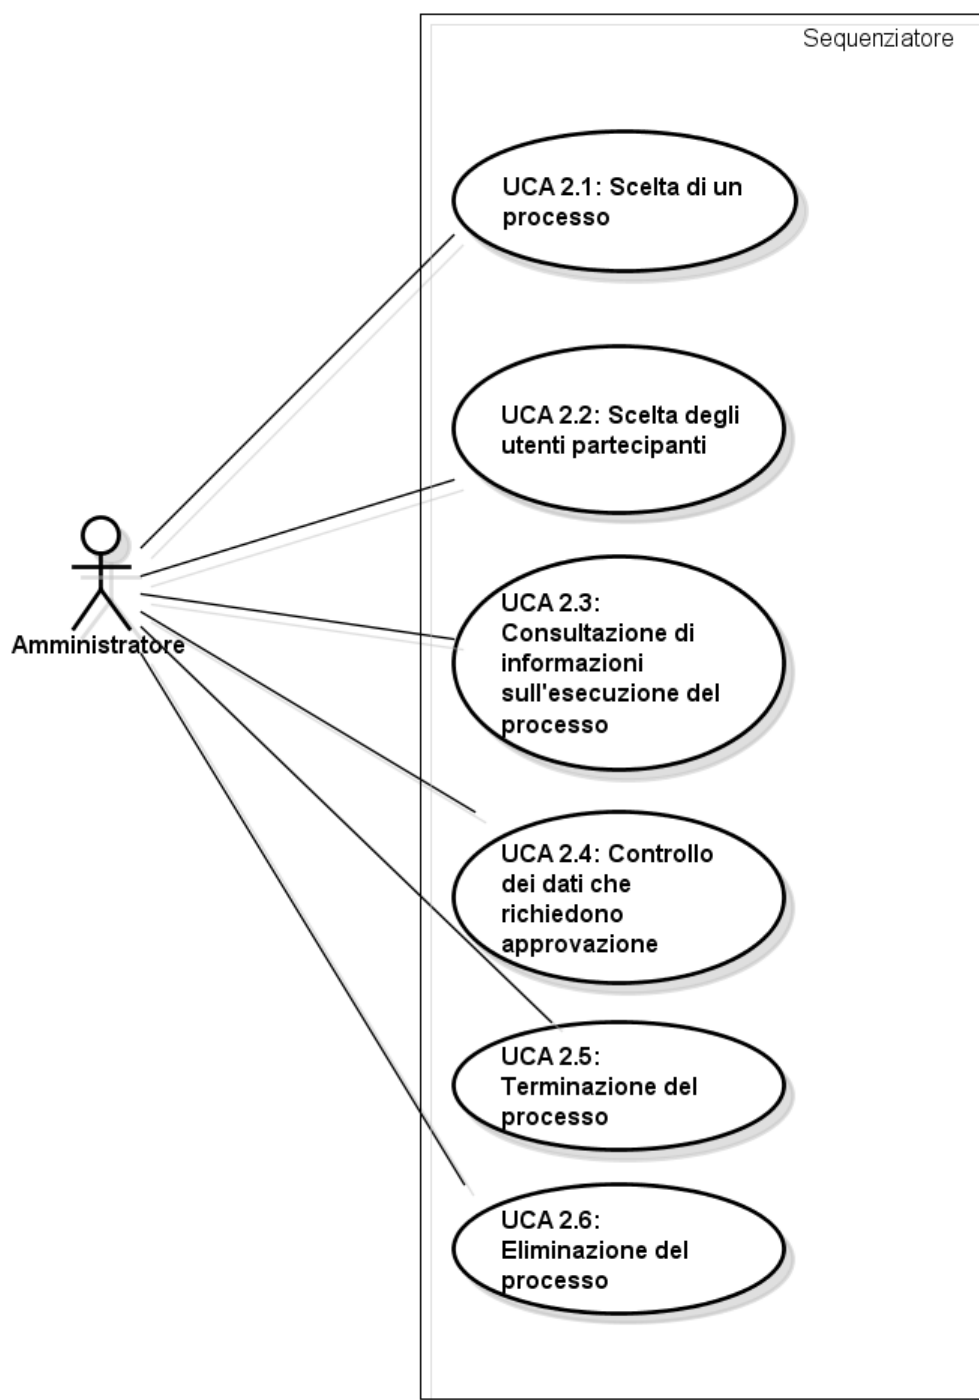 Sequenziatore
UCA 2.1: Scelta di un
processo
UCA 2.2: Scelta degli
utenti partecipanti
Amministratore
UCA 2.3:
Consultazione di
informazioni
sull'esecuzione del
processo
UCA 2.4: Controllo
dei dati che
richiedono
approvazione
UCA 2.5:
Terminazione del
processo
UCA 2.6:
Eliminazione del
processo